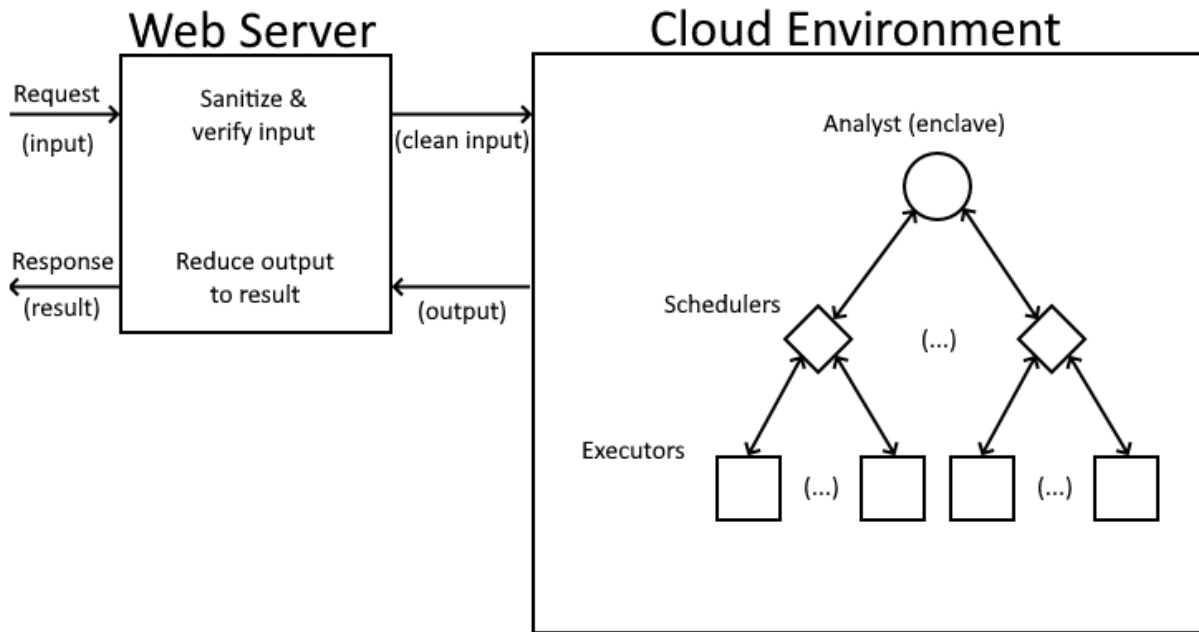 Web Server
Cloud Environment
Request
(input)
Sanitize &
verify input
(clean input)
Response
(result)
Reduce output
to result
(output)
Analyst (enclave)
Schedulers
(...)
Executors
(...)
(...)